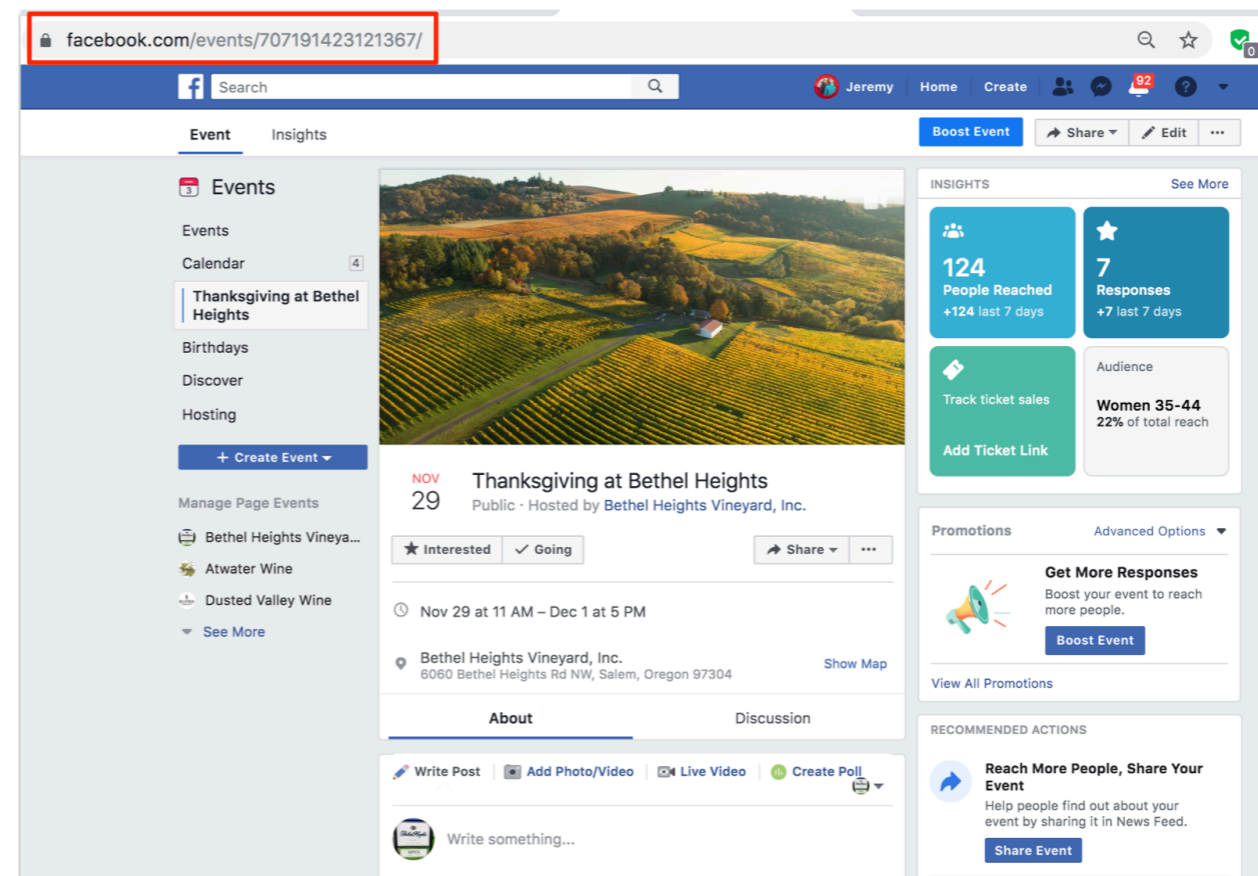 facebook.com/events/707191423121367/
0
f
Search
Jeremy
Home
Create
92
?
Event
Insights
Boost Event
Share
Edit
...
3
Events
Events
Calendar
4
Thanksgiving at Bethel
Heights
Birthdays
Discover
Hosting
+ Create Event
Manage Page Events
Bethel Heights Vineya...
Atwater Wine
Dusted Valley Wine
See More
NOV
29
Thanksgiving at Bethel Heights
Public · Hosted by Bethel Heights Vineyard, Inc.
Interested
Going
Share
...
Nov 29 at 11 AM – Dec 1 at 5 PM
Bethel Heights Vineyard, Inc.
6060 Bethel Heights Rd NW, Salem, Oregon 97304
Show Map
About
Discussion
Write Post
Add Photo/Video
Live Video
Create Poll
Write something...
INSIGHTS
See More
124
People Reached
+124 last 7 days
7
Responses
+7 last 7 days
Track ticket sales
Add Ticket Link
Audience
Women 35-44
22% of total reach
Promotions
Advanced Options
Get More Responses
Boost your event to reach
more people.
Boost Event
View All Promotions
RECOMMENDED ACTIONS
Reach More People, Share Your
Event
Help people find out about your
event by sharing it in News Feed.
Share Event